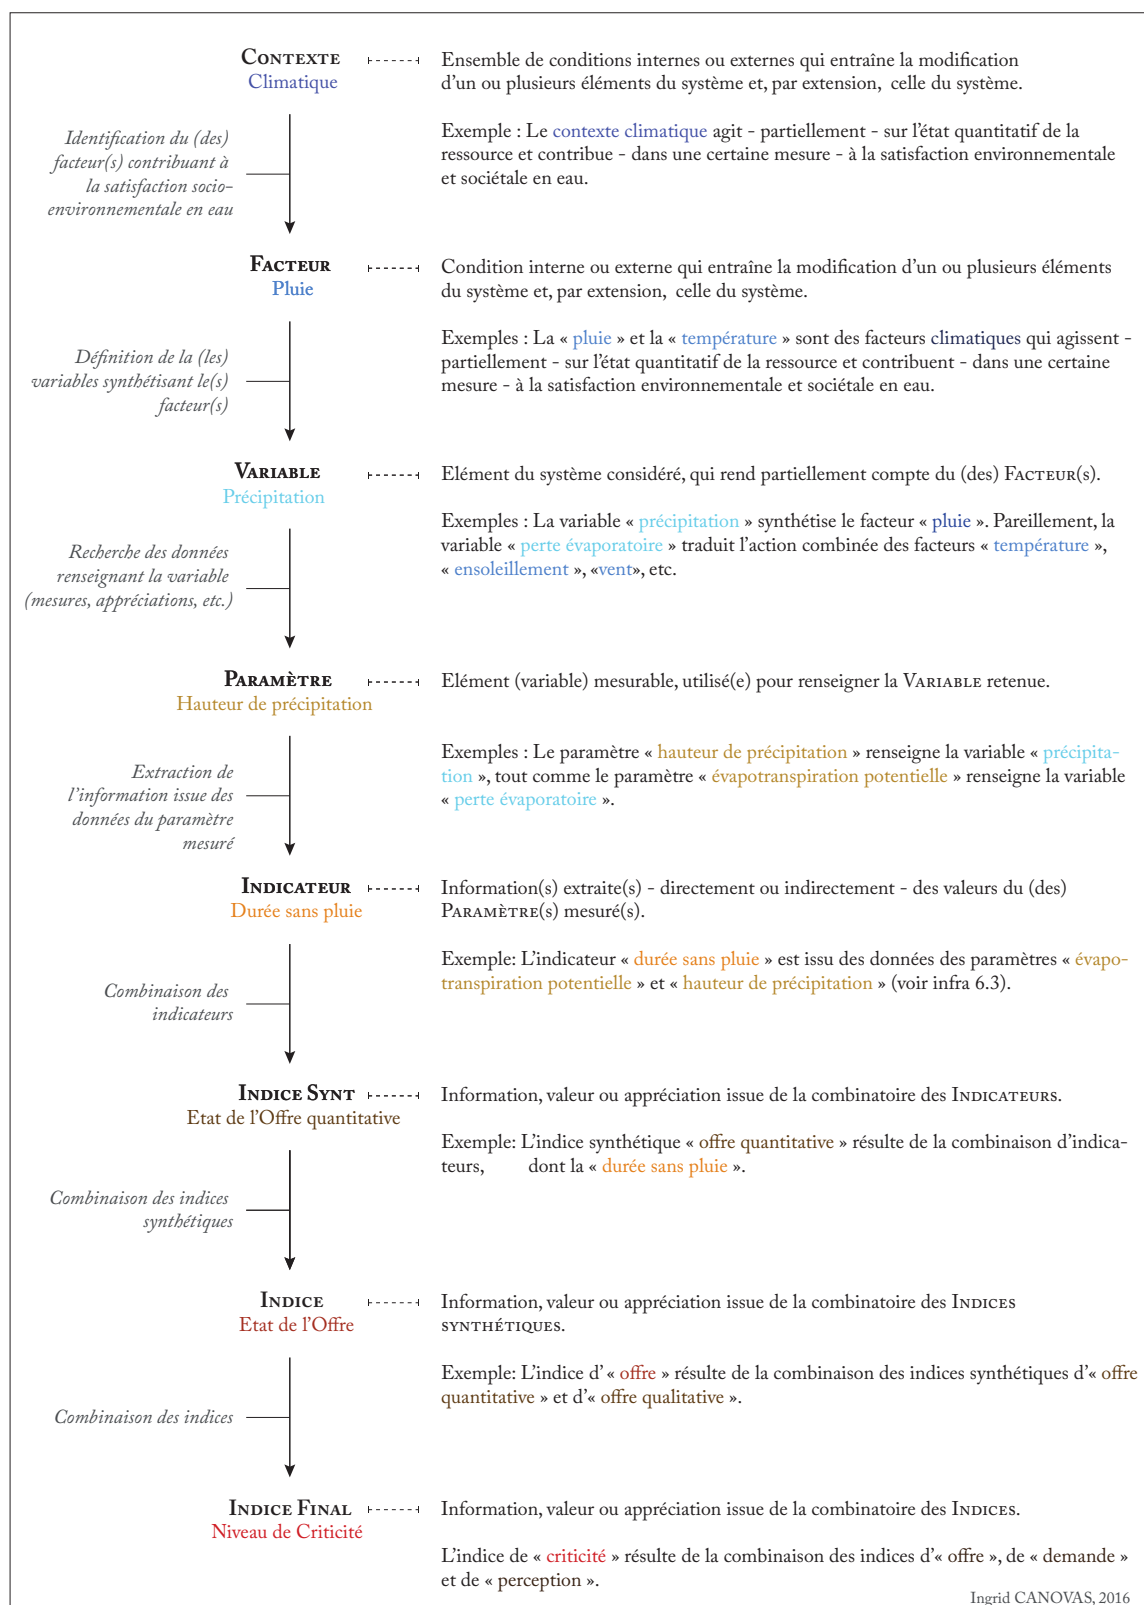 CONTEXTE
Climatique
Ensemble de conditions internes ou externes qui entraîne la modification
d'un ou plusieurs éléments du système et, par extension, celle du système.
Exemple : Le contexte climatique agit - partiellement - sur l'état quantitatif de la
ressource et contribue - dans une certaine mesure - à la satisfaction environnementale
et sociétale en eau.
Identification du (des)
facteur(s) contribuant à
la satisfaction socio-
environnementale en eau
FACTEUR
Pluie
Condition interne ou externe qui entraîne la modification d'un ou plusieurs éléments
du système et, par extension, celle du système.
Exemples : La « pluie » et la « température » sont des facteurs climatiques qui agissent -
partiellement - sur l'état quantitatif de la ressource et contribuent - dans une certaine
mesure - à la satisfaction environnementale et sociétale en eau.
Définition de la (les)
variables synthétisant le(s)
facteur(s)
VARIABLE
Précipitation
Elément du système considéré, qui rend partiellement compte du (des) FACTEUR(s).
Exemples : La variable « précipitation » synthétise le facteur « pluie ». Pareillement, la
variable « perte évaporatoire » traduit l'action combinée des facteurs « température »,
« ensoleillement », «vent», etc.
Recherche des données
renseignant la variable
(mesures, appréciations, etc.)
PARAMÈTRE
Hauteur de précipitation
Elément (variable) mesurable, utilisé(e) pour renseigner la VARIABLE retenue.
Exemples : Le paramètre « hauteur de précipitation » renseigne la variable « précipita-
tion », tout comme le paramètre « évapotranspiration potentielle » renseigne la variable
« perte évaporatoire ».
Extraction de
l'information issue des
données du paramètre
mesuré
INDICATEUR
Durée sans pluie
Information(s) extraite(s) - directement ou indirectement - des valeurs du (des)
PARAMÈTRE(s) mesuré(s).
Exemple: L'indicateur « durée sans pluie » est issu des données des paramètres « évapo-
transpiration potentielle » et « hauteur de précipitation » (voir infra 6.3).
Combinaison des
indicateurs
INDICE SYNT
Etat de l'Offre quantitative
Information, valeur ou appréciation issue de la combinatoire des INDICATEURS.
Exemple: L'indice synthétique « offre quantitative » résulte de la combinaison d'indica-
teurs, dont la « durée sans pluie ».
Combinaison des indices
synthétiques
INDICE
Etat de l'Offre
Information, valeur ou appréciation issue de la combinatoire des INDICES
SYNTHÉTIQUES.
Exemple: L'indice d' « offre » résulte de la combinaison des indices synthétiques d'« offre
quantitative » et d'« offre qualitative ».
Combinaison des indices
INDICE FINAL
Niveau de Criticité
Information, valeur ou appréciation issue de la combinatoire des INDICES.
L'indice de « criticité » résulte de la combinaison des indices d'« offre », de « demande »
et de « perception ».
Ingrid CANOVAS, 2016